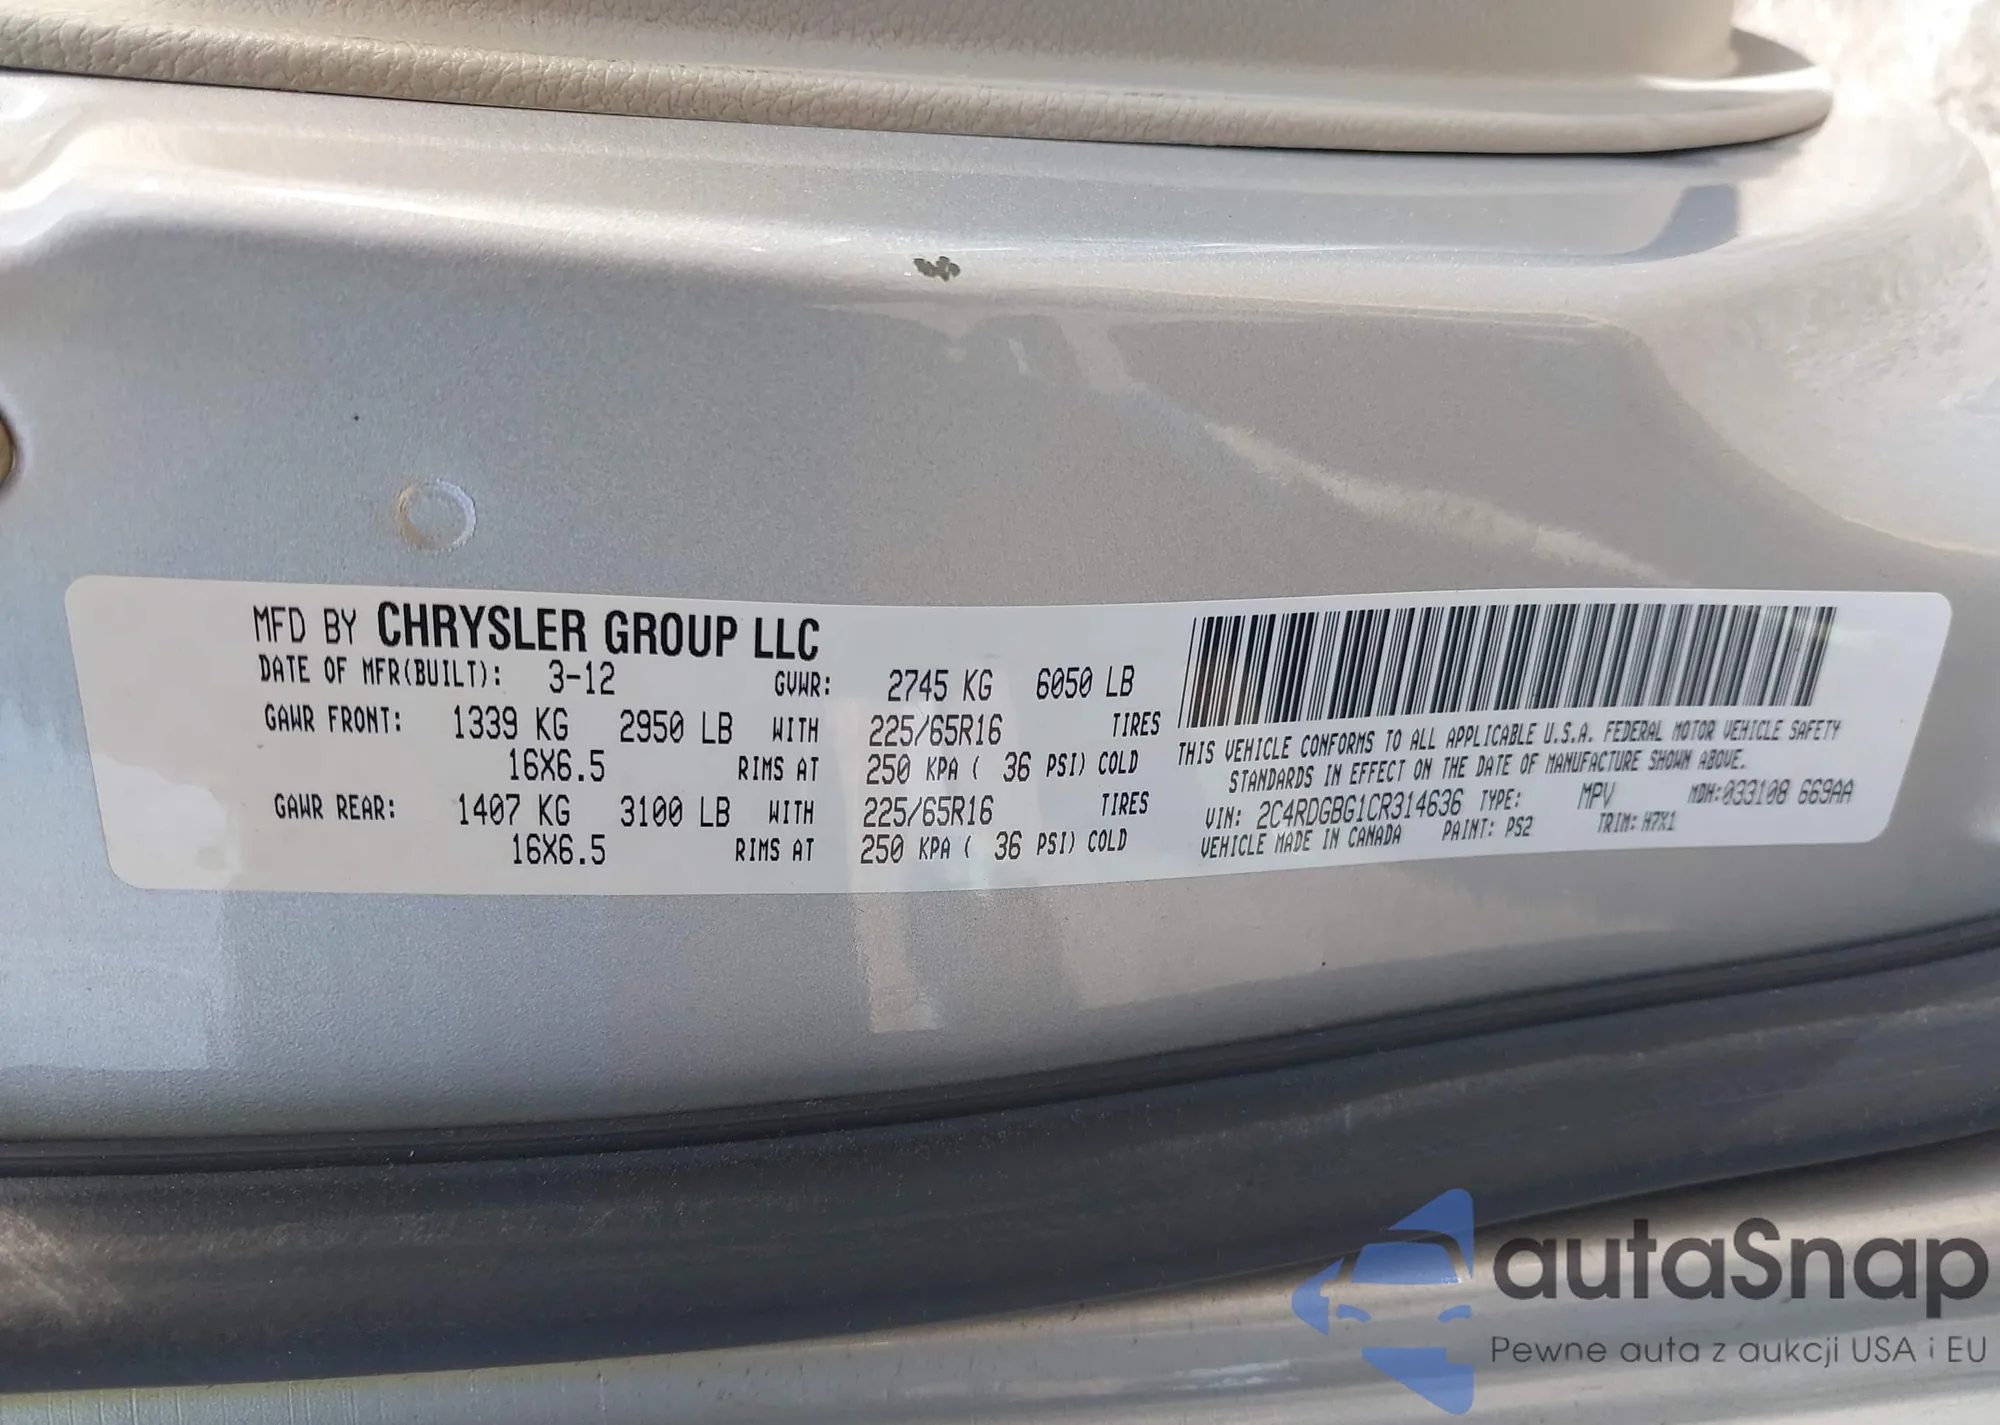 MFD BY CHRYSLER GROUP LLC
DATE OF MFR(BUILT): 3-12 GVWR: 2745 KG 6050 LB
GAWR FRONT: 1339 KG 2950 LB WITH 225/65R16 TIRES
16X6.5 RIMS AT 250 KPA ( 36 PSI) COLD
GAWR REAR: 1407 KG 3100 LB WITH 225/65R16 TIRES
16X6.5 RIMS AT 250 KPA ( 36 PSI) COLD
THIS VEHICLE CONFORMS TO ALL APPLICABLE U.S.A. FEDERAL MOTOR VEHICLE SAFETY
STANDARDS IN EFFECT ON THE DATE OF MANUFACTURE SHOWN ABOVE.
VIN: 2C4RDGBG1CR314636 TYPE: MPV MDH:033108 669AA
VEHICLE MADE IN CANADA PAINT: PS2 TRIM: H7X1
autaSnap
Pewne auta z aukcji USA i EU